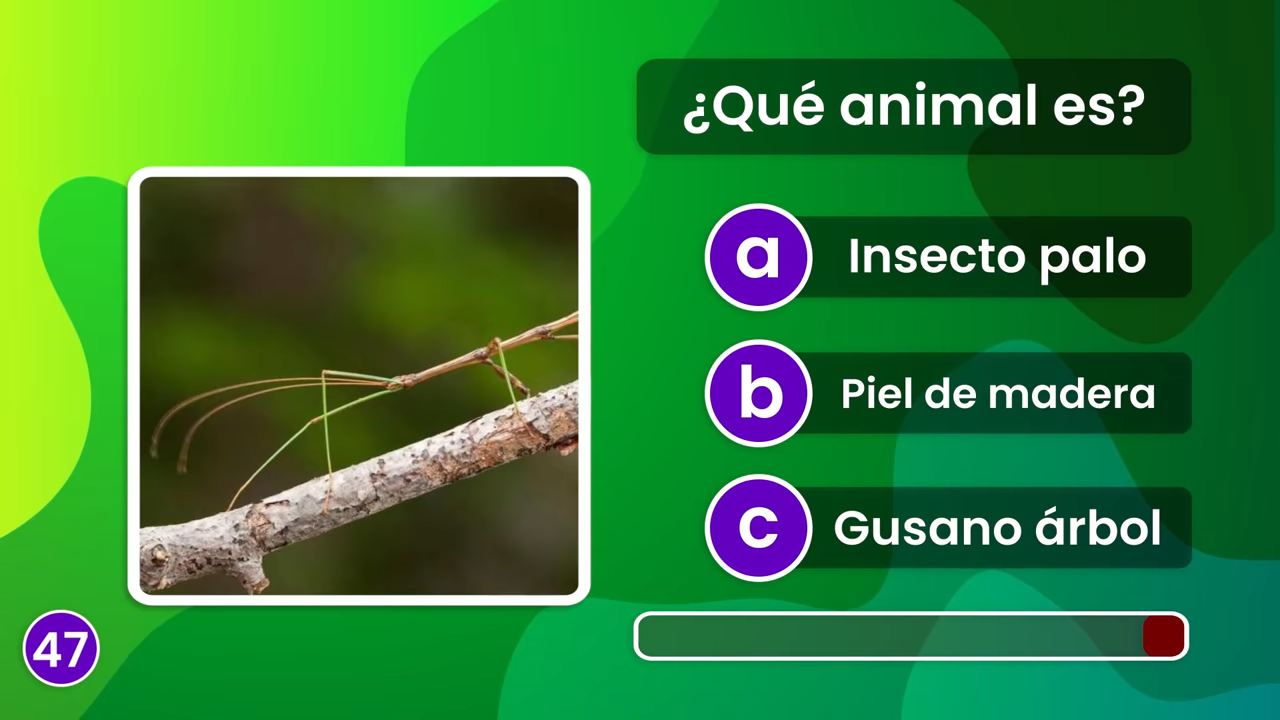 ¿Qué animal es?
a Insecto palo
b Piel de madera
c Gusano árbol
47